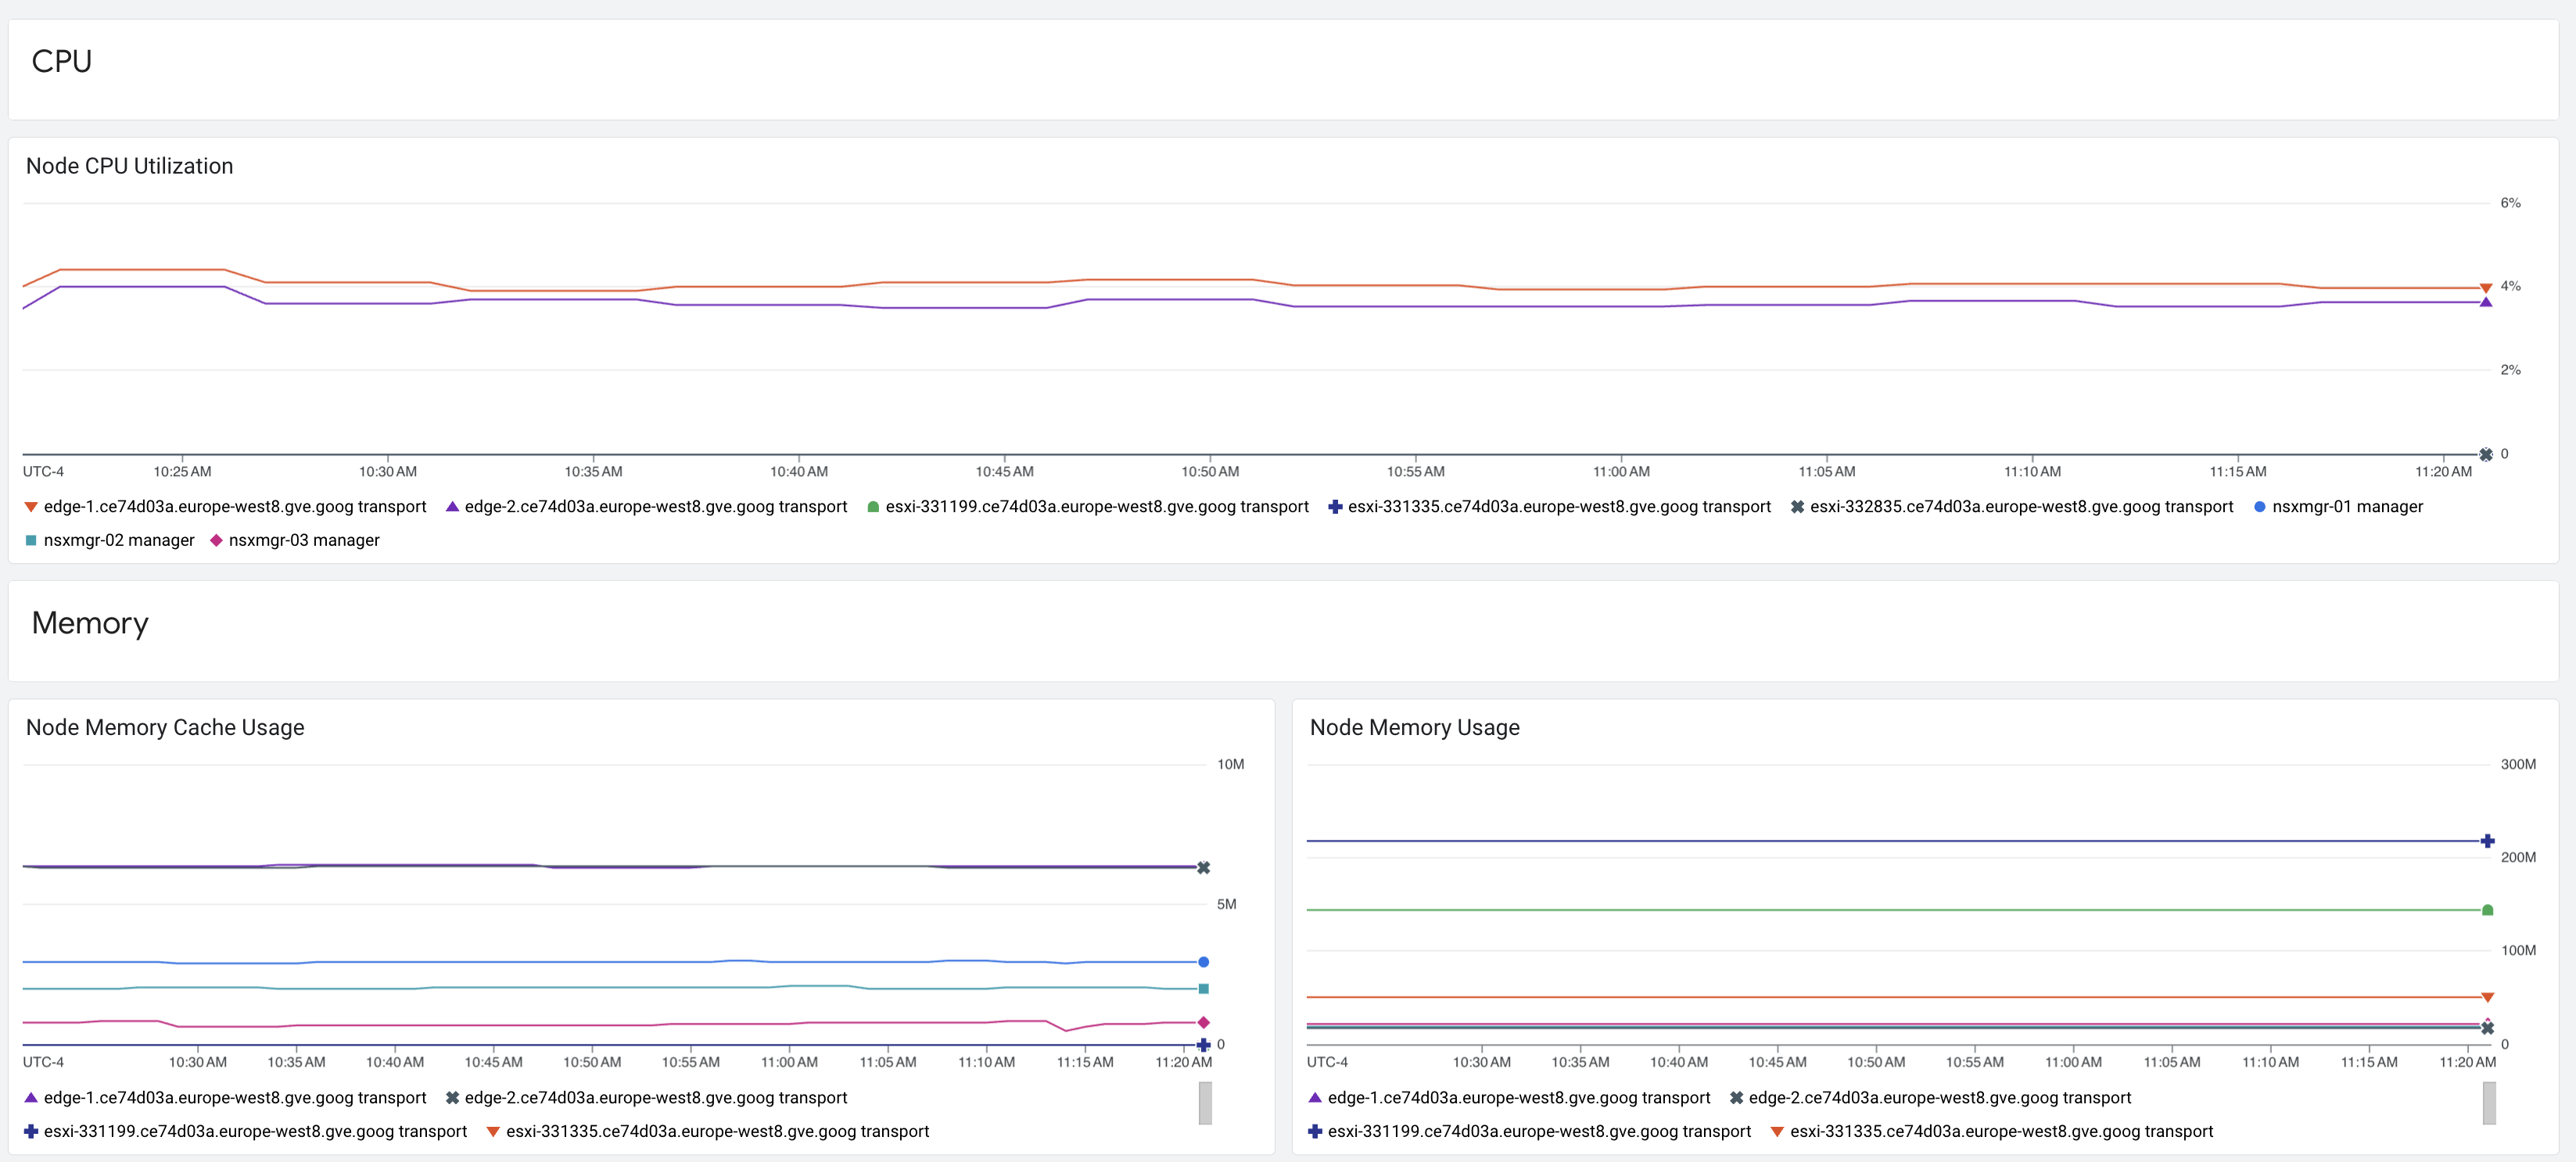 CPU
Node CPU Utilization
6%
4%
2%
0
UTC-4 10:25 AM 10:30 AM 10:35 AM 10:40 AM 10:45 AM 10:50 AM 10:55 AM 11:00 AM 11:05 AM 11:10 AM 11:15 AM 11:20 AM
edge-1.ce74d03a.europe-west8.gve.goog transport edge-2.ce74d03a.europe-west8.gve.goog transport esxi-331199.ce74d03a.europe-west8.gve.goog transport esxi-331335.ce74d03a.europe-west8.gve.goog transport esxi-332835.ce74d03a.europe-west8.gve.goog transport nsxmgr-01 manager
nsxmgr-02 manager nsxmgr-03 manager
Memory
Node Memory Cache Usage
10M
5M
0
UTC-4 10:30 AM 10:35 AM 10:40 AM 10:45 AM 10:50 AM 10:55 AM 11:00 AM 11:05 AM 11:10 AM 11:15 AM 11:20 AM
edge-1.ce74d03a.europe-west8.gve.goog transport edge-2.ce74d03a.europe-west8.gve.goog transport
esxi-331199.ce74d03a.europe-west8.gve.goog transport esxi-331335.ce74d03a.europe-west8.gve.goog transport
Node Memory Usage
300M
200M
100M
0
UTC-4 10:30 AM 10:35 AM 10:40 AM 10:45 AM 10:50 AM 10:55 AM 11:00 AM 11:05 AM 11:10 AM 11:15 AM 11:20 AM
edge-1.ce74d03a.europe-west8.gve.goog transport edge-2.ce74d03a.europe-west8.gve.goog transport
esxi-331199.ce74d03a.europe-west8.gve.goog transport esxi-331335.ce74d03a.europe-west8.gve.goog transport